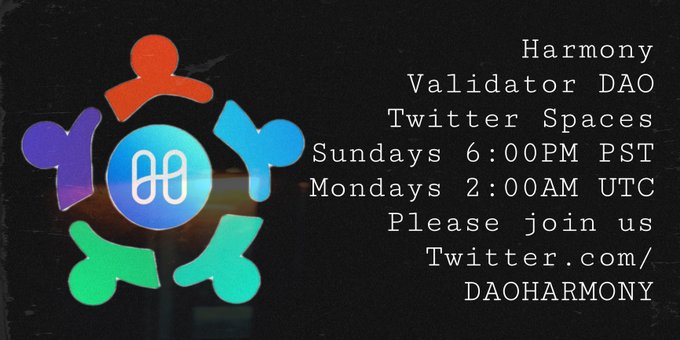 Harmony
Validator DAO
Twitter Spaces
Sundays 6:00PM PST
Mondays 2:00AM UTC
Please join us
Twitter.com/
DAOHARMONY